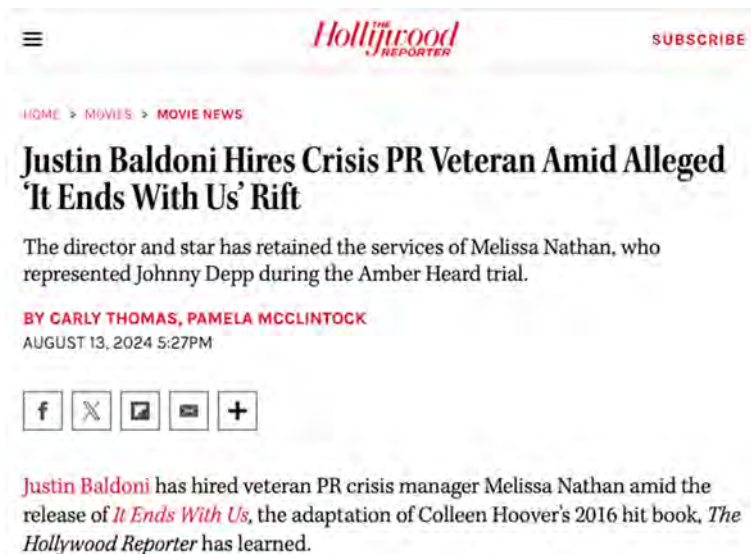 The Hollywood REPORTER
SUBSCRIBE
HOME > MOVIES > MOVIE NEWS
Justin Baldoni Hires Crisis PR Veteran Amid Alleged
‘It Ends With Us’ Rift
The director and star has retained the services of Melissa Nathan, who
represented Johnny Depp during the Amber Heard trial.
BY CARLY THOMAS, PAMELA MCCLINTOCK
AUGUST 13, 2024 5:27PM
Justin Baldoni has hired veteran PR crisis manager Melissa Nathan amid the
release of It Ends With Us, the adaptation of Colleen Hoover's 2016 hit book, The
Hollywood Reporter has learned.